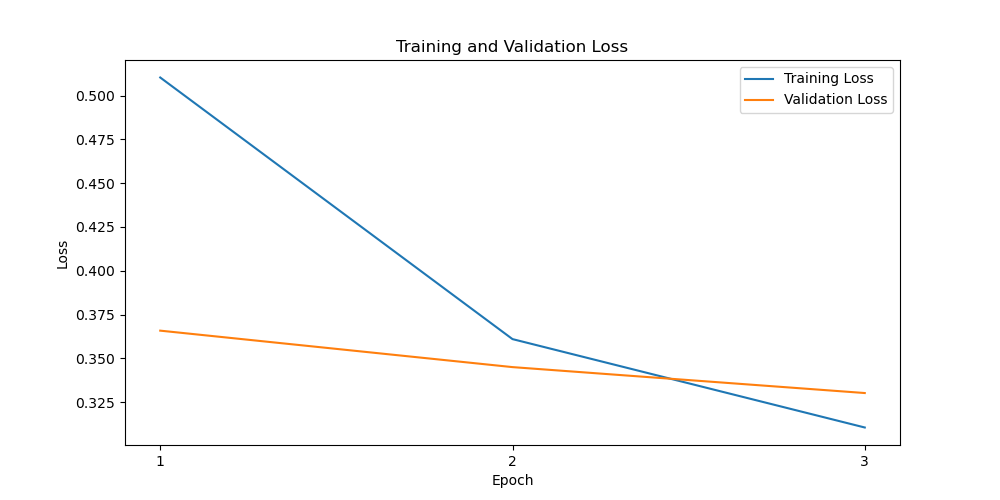 Training and Validation Loss
Training Loss
Validation Loss
0.500
0.475
0.450
0.425
0.400
0.375
0.350
0.325
Loss
1
2
3
Epoch